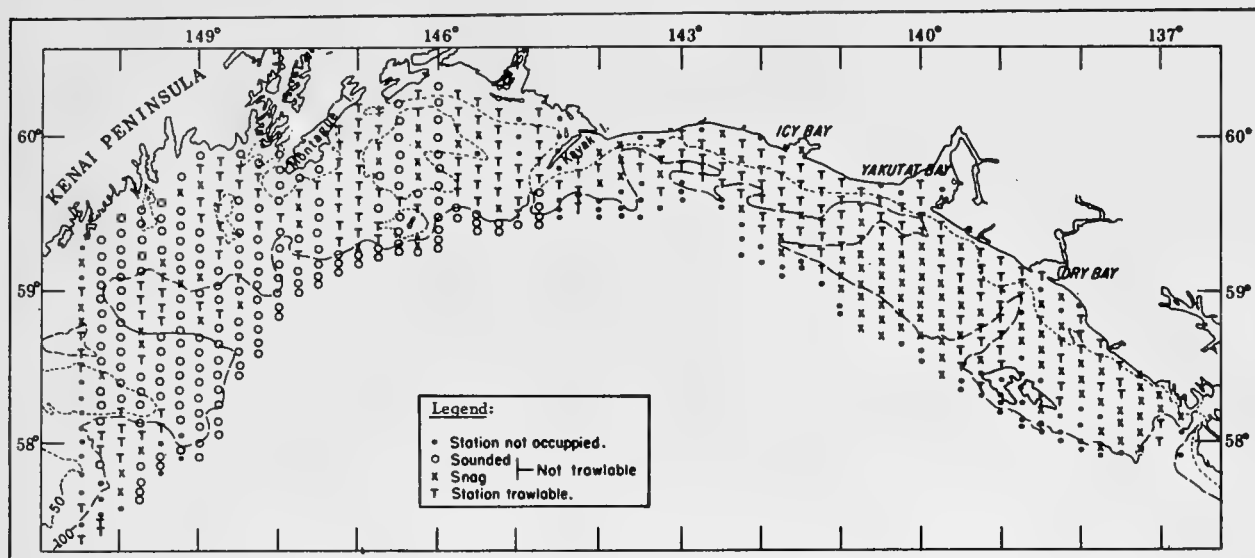 149° 146° 143° 140° 137°
KENAI PENINSULA
Montague
Kayak
ICY BAY
YAKUTAT BAY
DRY BAY
60° 60°
59° 59°
58° 58°
50
100
Legend:
• Station not occuppied.
o Sounded
x Snag
Not trawlable
T Station trawlable.